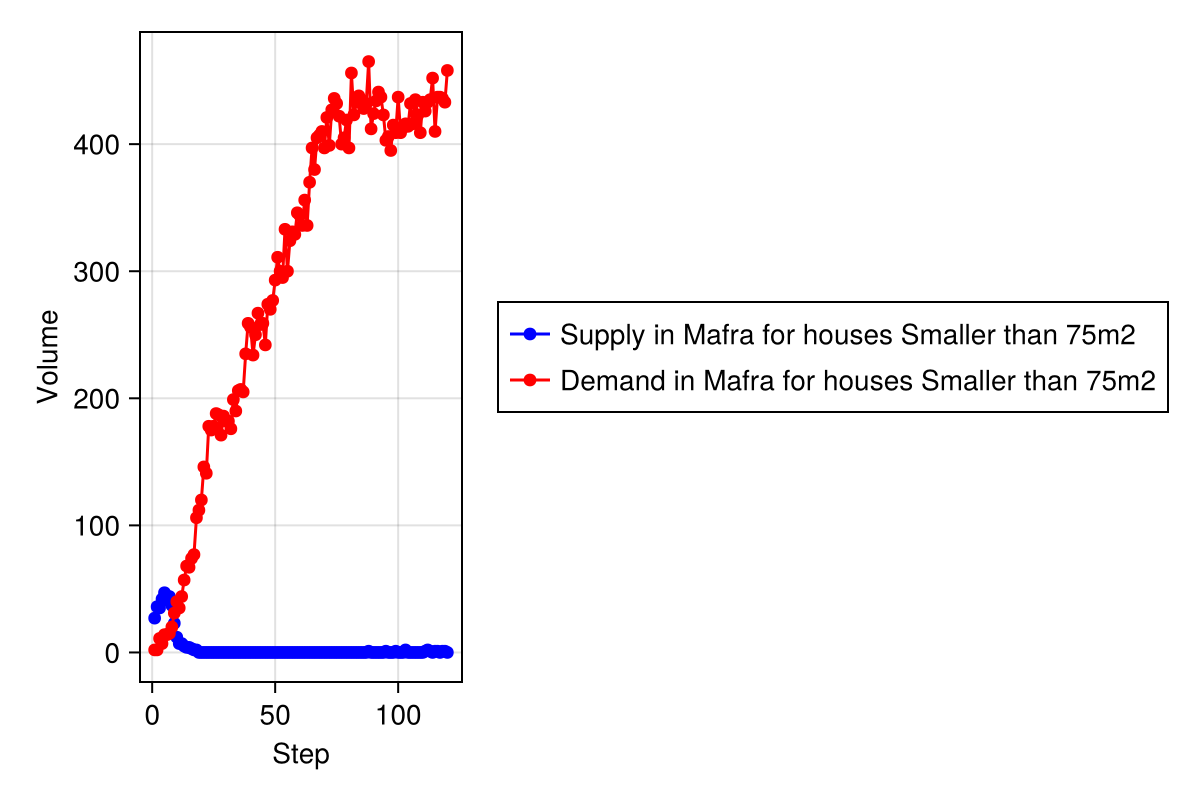 400
300
200
100
0
Volume
0 50 100
Step
Supply in Mafra for houses Smaller than 75m2
Demand in Mafra for houses Smaller than 75m2